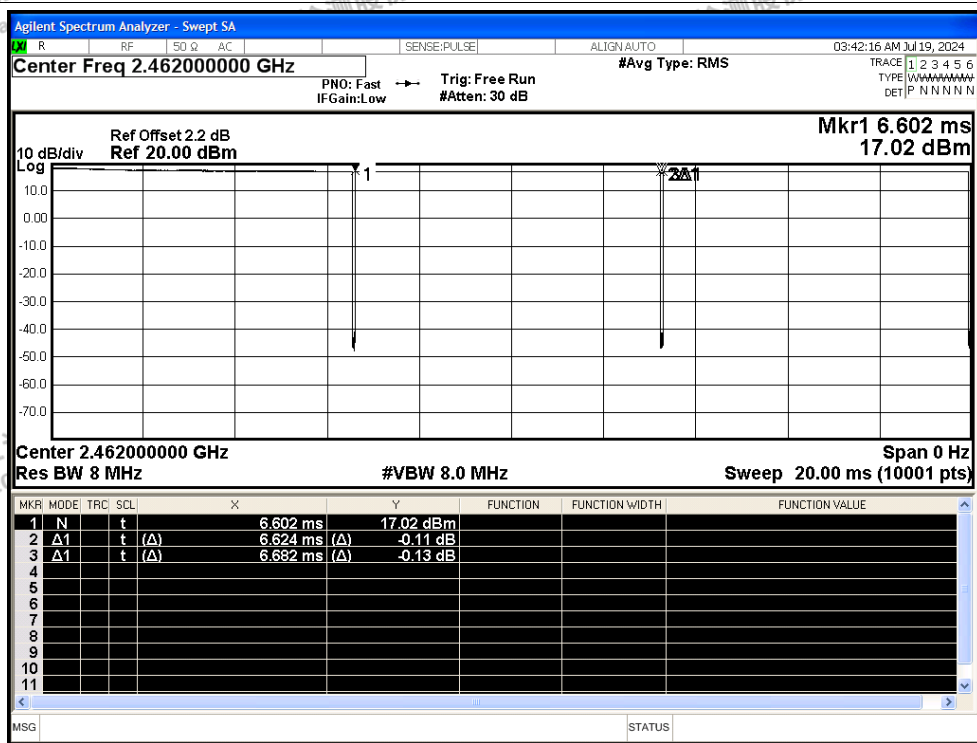 Agilent Spectrum Analyzer - Swept SA
LXI R RF 50 Ω AC SENSE:PULSE ALIGN AUTO 03:42:16 AM Jul 19, 2024
Center Freq 2.462000000 GHz #Avg Type: RMS TRACE 1 2 3 4 5 6
PNO: Fast Trig: Free Run TYPE
IFGain:Low #Atten: 30 dB DET P N N N N N
Mkr1 6.602 ms
17.02 dBm
Ref Offset 2.2 dB
10 dB/div Ref 20.00 dBm
Log
1
2
3Δ1
10.0
0.00
-10.0
-20.0
-30.0
-40.0
-50.0
-60.0
-70.0
Center 2.462000000 GHz Span 0 Hz
Res BW 8 MHz #VBW 8.0 MHz Sweep 20.00 ms (10001 pts)
MKR MODE TRC SCL X Y FUNCTION FUNCTION WIDTH FUNCTION VALUE
1 N t 6.602 ms 17.02 dBm
2 Δ1 t (Δ) 6.624 ms (Δ) -0.11 dB
3 Δ1 t (Δ) 6.682 ms (Δ) -0.13 dB
4
5
6
7
8
9
10
11
MSG STATUS